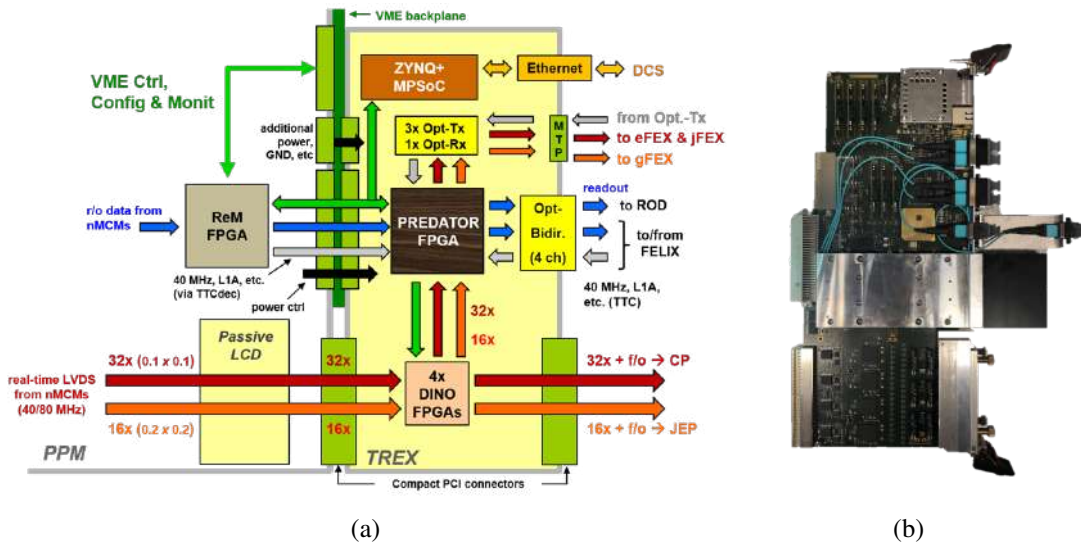 VME backplane
VME Ctrl,
Config & Monit
ZYNQ+
MPSoC
Ethernet
DCS
additional
power,
GND, etc
3x Opt-Tx
1x Opt-Rx
MTP
from Opt.-Tx
to eFEX & jFEX
to gFEX
r/o data from
nMCMs
ReM
FPGA
PREDATOR
FPGA
Opt-
Bidir.
(4 ch)
readout
to ROD
to/from
FELIX
40 MHz, L1A, etc.
(via TTCdec)
power ctrl
40 MHz, L1A,
etc. (TTC)
32x
16x
Passive
LCD
32x (0.1 x 0.1)
32x
32x + f/o → CP
real-time LVDS
from nMCMs
(40/80 MHz)
4x
DINO
FPGAs
16x (0.2 x 0.2)
16x
16x + f/o → JEP
PPM
TREX
Compact PCI connectors
(a)
(b)